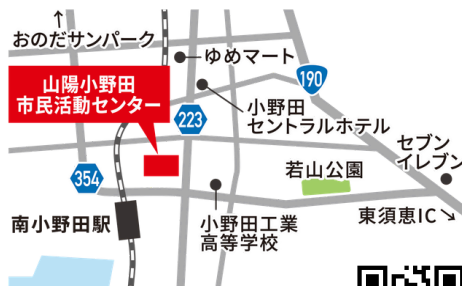 ↑
おのだサンパーク
ゆめマート
190
山陽小野田
市民活動センター
小野田
セントラルホテル
223
セブン
イレブン
354
若山公園
南小野田駅
小野田工業
高等学校
東須恵IC↘